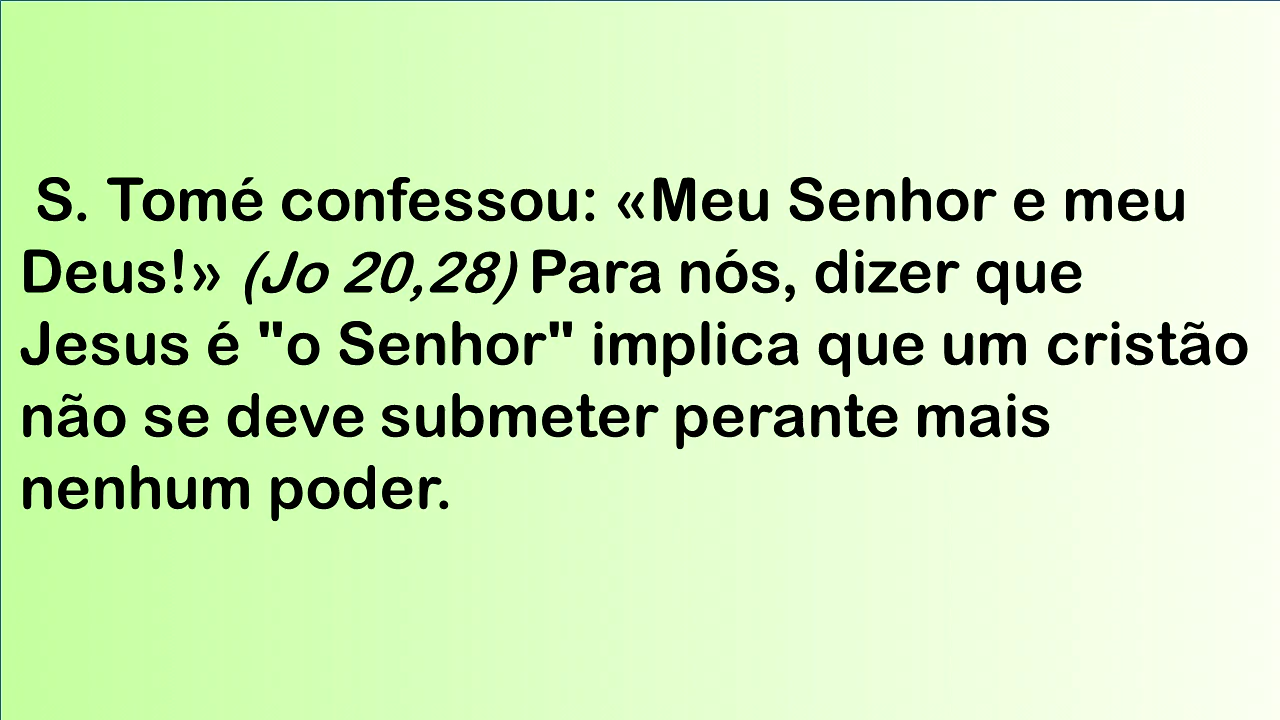 S. Tomé confessou: «Meu Senhor e meu
Deus!» (Jo 20,28) Para nós, dizer que
Jesus é "o Senhor" implica que um cristão
não se deve submeter perante mais
nenhum poder.